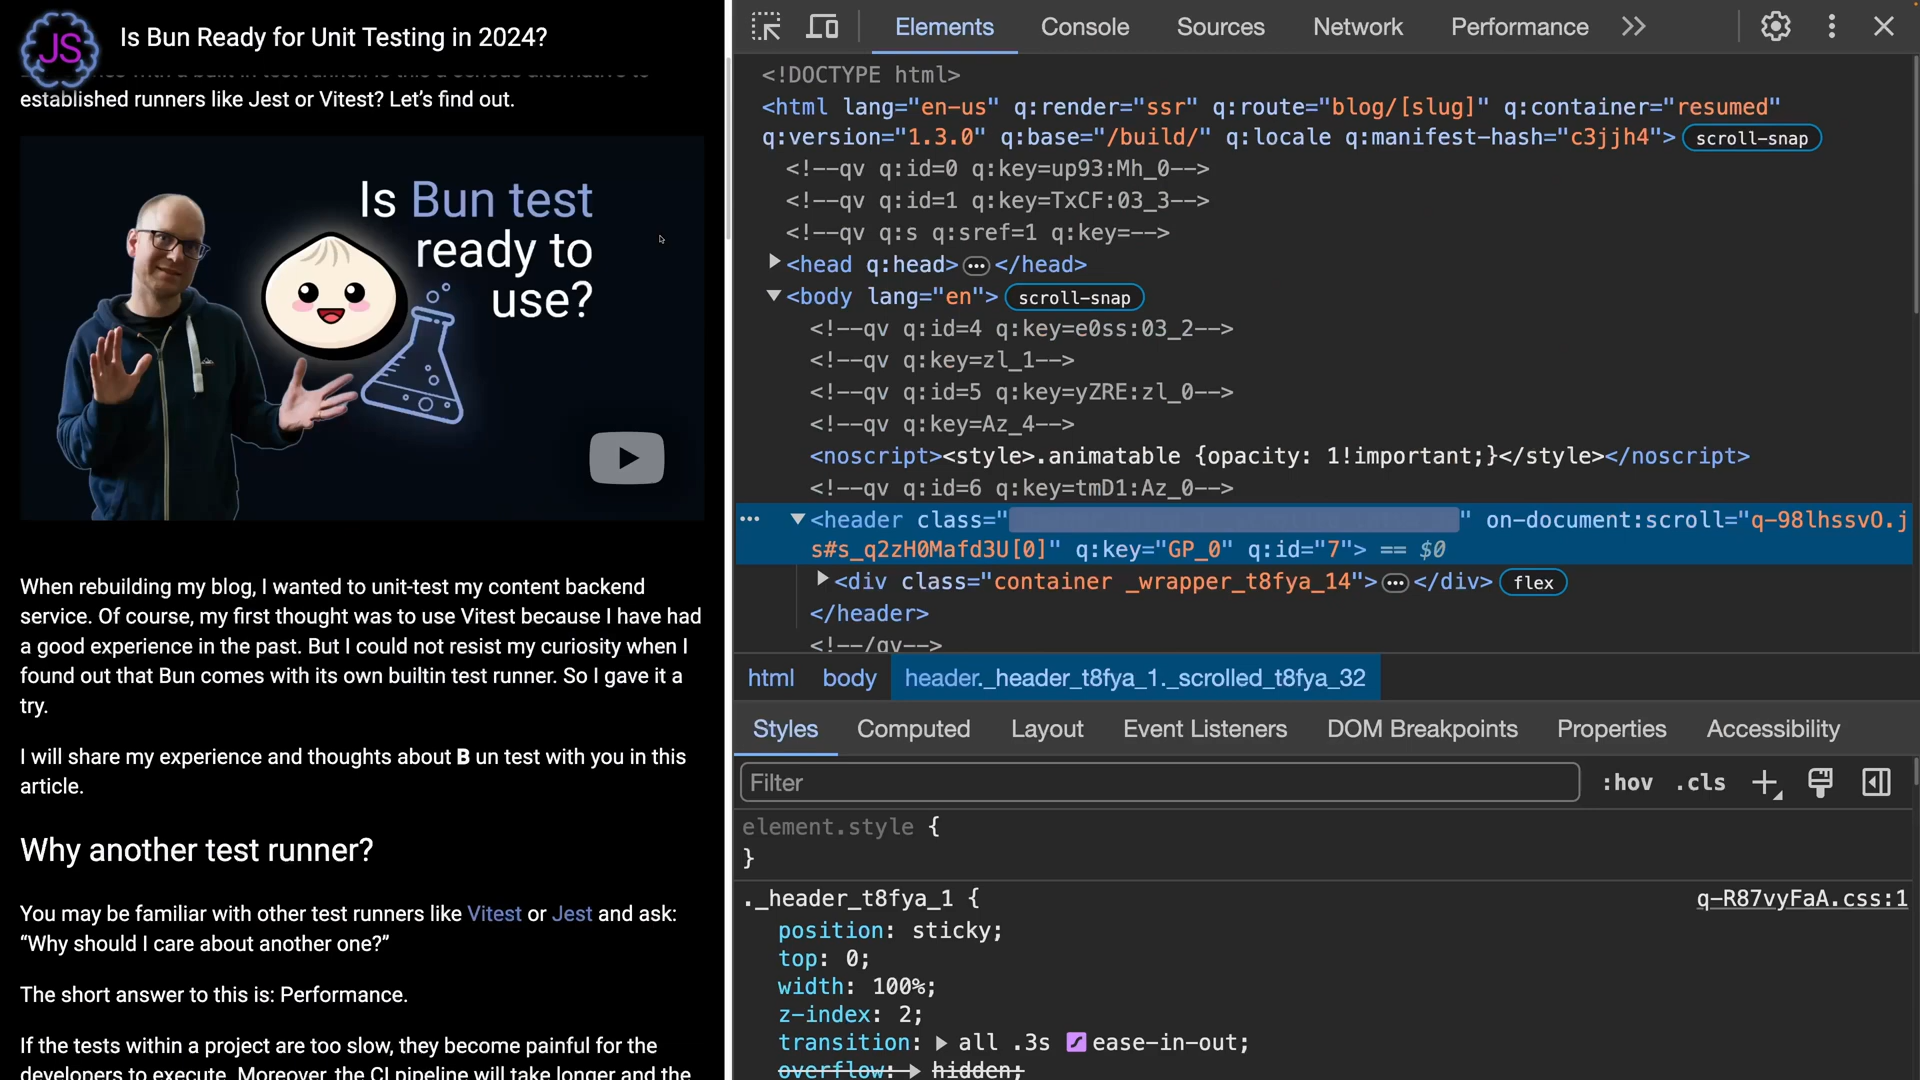 JS
Is Bun Ready for Unit Testing in 2024?
established runners like Jest or Vitest? Let’s find out.
Is Bun test
ready to
use?
When rebuilding my blog, I wanted to unit-test my content backend
service. Of course, my first thought was to use Vitest because I have had
a good experience in the past. But I could not resist my curiosity when I
found out that Bun comes with its own builtin test runner. So I gave it a
try.
I will share my experience and thoughts about B un test with you in this
article.
Why another test runner?
You may be familiar with other test runners like Vitest or Jest and ask:
“Why should I care about another one?”
The short answer to this is: Performance.
If the tests within a project are too slow, they become painful for the
developers to execute. Moreover, the CI pipeline will take longer and the
Elements Console Sources Network Performance
<!DOCTYPE html>
<html lang="en-us" q:render="ssr" q:route="blog/[slug]" q:container="resumed"
q:version="1.3.0" q:base="/build/" q:locale q:manifest-hash="c3jjh4"> scroll-snap
<!--qv q:id=0 q:key=up93:Mh_0-->
<!--qv q:id=1 q:key=TxCF:03_3-->
<!--qv q:s q:sref=1 q:key=-->
<head q:head>…</head>
<body lang="en"> scroll-snap
<!--qv q:id=4 q:key=e0ss:03_2-->
<!--qv q:key=zl_1-->
<!--qv q:id=5 q:key=yZRE:zl_0-->
<!--qv q:key=Az_4-->
<noscript><style>.animatable {opacity: 1!important;}</style></noscript>
<!--qv q:id=6 q:key=tmD1:Az_0-->
<header class="" on-document:scroll="q-98lhssvO.j
s#s_q2zH0Mafd3U[0]" q:key="GP_0" q:id="7"> == $0
<div class="container _wrapper_t8fya_14">…</div> flex
</header>
<!--/qv-->
html body header._header_t8fya_1._scrolled_t8fya_32
Styles Computed Layout Event Listeners DOM Breakpoints Properties Accessibility
Filter :hov .cls
element.style {
}
._header_t8fya_1 { q-R87vyFaA.css:1
position: sticky;
top: 0;
width: 100%;
z-index: 2;
transition: all .3s ease-in-out;
overflow: hidden;